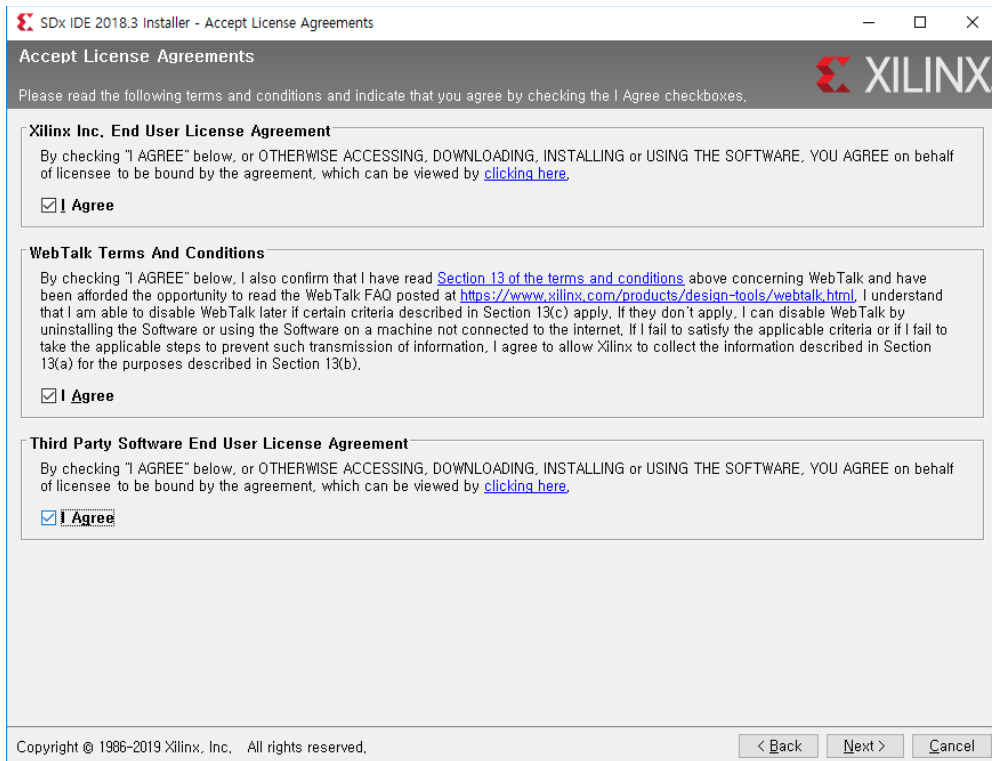 SDx IDE 2018.3 Installer - Accept License Agreements
Accept License Agreements
XILINX
Please read the following terms and conditions and indicate that you agree by checking the I Agree checkboxes.
Xilinx Inc. End User License Agreement
By checking "I AGREE" below, or OTHERWISE ACCESSING, DOWNLOADING, INSTALLING or USING THE SOFTWARE, YOU AGREE on behalf
of licensee to be bound by the agreement, which can be viewed by clicking here.
I Agree
WebTalk Terms And Conditions
By checking "I AGREE" below, I also confirm that I have read Section 13 of the terms and conditions above concerning WebTalk and have
been afforded the opportunity to read the WebTalk FAQ posted at https://www.xilinx.com/products/design-tools/webtalk.html. I understand
that I am able to disable WebTalk later if certain criteria described in Section 13(c) apply. If they don't apply, I can disable WebTalk by
uninstalling the Software or using the Software on a machine not connected to the internet. If I fail to satisfy the applicable criteria or if I fail to
take the applicable steps to prevent such transmission of information, I agree to allow Xilinx to collect the information described in Section
13(a) for the purposes described in Section 13(b).
I Agree
Third Party Software End User License Agreement
By checking "I AGREE" below, or OTHERWISE ACCESSING, DOWNLOADING, INSTALLING or USING THE SOFTWARE, YOU AGREE on behalf
of licensee to be bound by the agreement, which can be viewed by clicking here.
I Agree
Copyright © 1986-2019 Xilinx, Inc. All rights reserved.
< Back Next > Cancel